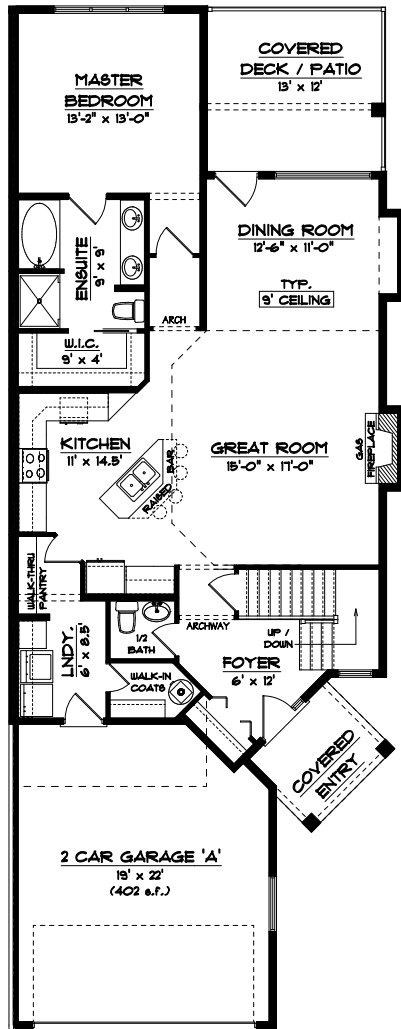 COVERED
DECK / PATIO
13' x 12'
MASTER
BEDROOM
13'-2" x 13'-0"
DINING ROOM
12'-6" x 11'-0"
TYP.
9' CEILING
ENSUITE
9' x 9'
ARCH
W.I.C.
9' x 4'
KITCHEN
11' x 14.5'
RAISED
BAR
GREAT ROOM
15'-0" x 17'-0"
GAS
FIREPLACE
WALK-THRU
PANTRY
LNDY.
6' x 8.5'
1/2
BATH
ARCHWAY
UP /
DOWN
FOYER
6' x 12'
WALK-IN
COATS
COVERED
ENTRY
2 CAR GARAGE 'A'
19' x 22'
(402 s.f.)